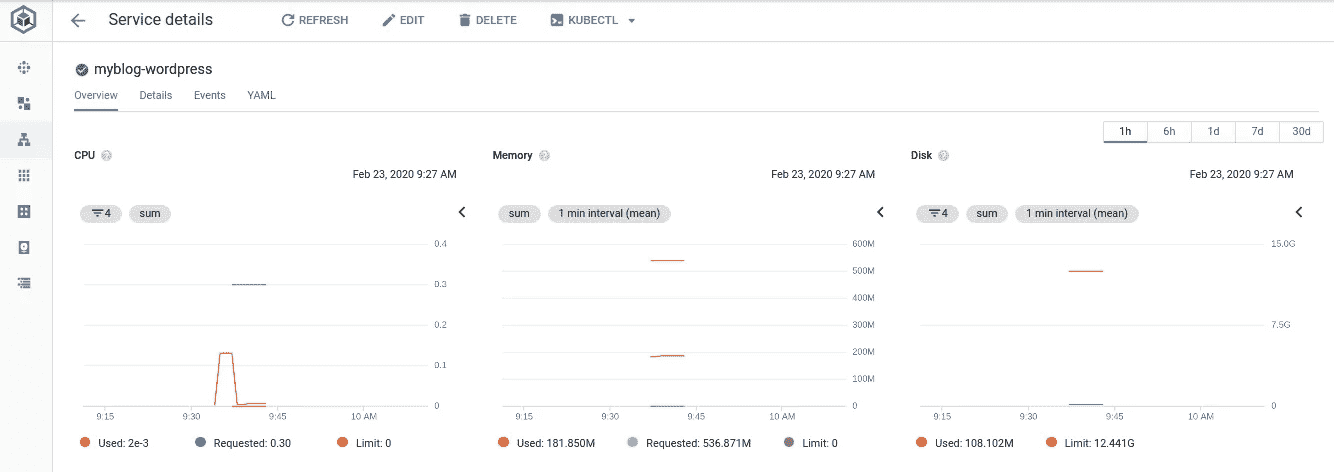 Service details
REFRESH
EDIT
DELETE
KUBECTL
myblog-wordpress
Overview Details Events YAML
1h 6h 1d 7d 30d
CPU
Feb 23, 2020 9:27 AM
4 sum
0.4
0.3
0.2
0.1
0
9:15 9:30 9:45 10 AM
Used: 2e-3 Requested: 0.30 Limit: 0
Memory
Feb 23, 2020 9:27 AM
sum 1 min interval (mean)
600M
500M
400M
300M
200M
100M
0
9:15 9:30 9:45 10 AM
Used: 181.850M Requested: 536.871M Limit: 0
Disk
Feb 23, 2020 9:27 AM
4 sum 1 min interval (mean)
15.0G
7.5G
0
9:15 9:30 9:45 10 AM
Used: 108.102M Limit: 12.441G